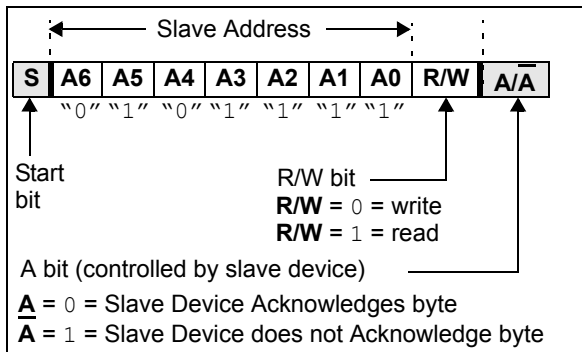 Slave Address
S A6 A5 A4 A3 A2 A1 A0 R/W A/A̅
“0” “1” “0” “1” “1” “1” “1”
Start
bit
R/W bit
R/W = 0 = write
R/W = 1 = read
A bit (controlled by slave device)
A = 0 = Slave Device Acknowledges byte
A̅ = 1 = Slave Device does not Acknowledge byte